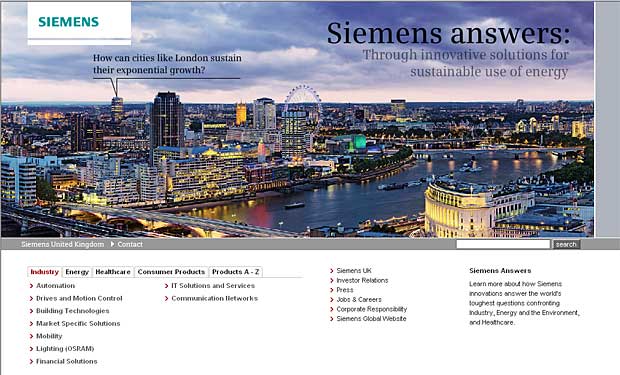 SIEMENS
How can cities like London sustain
their exponential growth?
Siemens answers:
Through innovative solutions for
sustainable use of energy
Siemens United Kingdom
Contact
search
Industry
Energy
Healthcare
Consumer Products
Products A - Z
Automation
Drives and Motion Control
Building Technologies
Market Specific Solutions
Mobility
Lighting (OSRAM)
Financial Solutions
IT Solutions and Services
Communication Networks
Siemens UK
Investor Relations
Press
Jobs & Careers
Corporate Responsibility
Siemens Global Website
Siemens Answers
Learn more about how Siemens
innovations answer the world's
toughest questions confronting
Industry, Energy and the Environment,
and Healthcare.